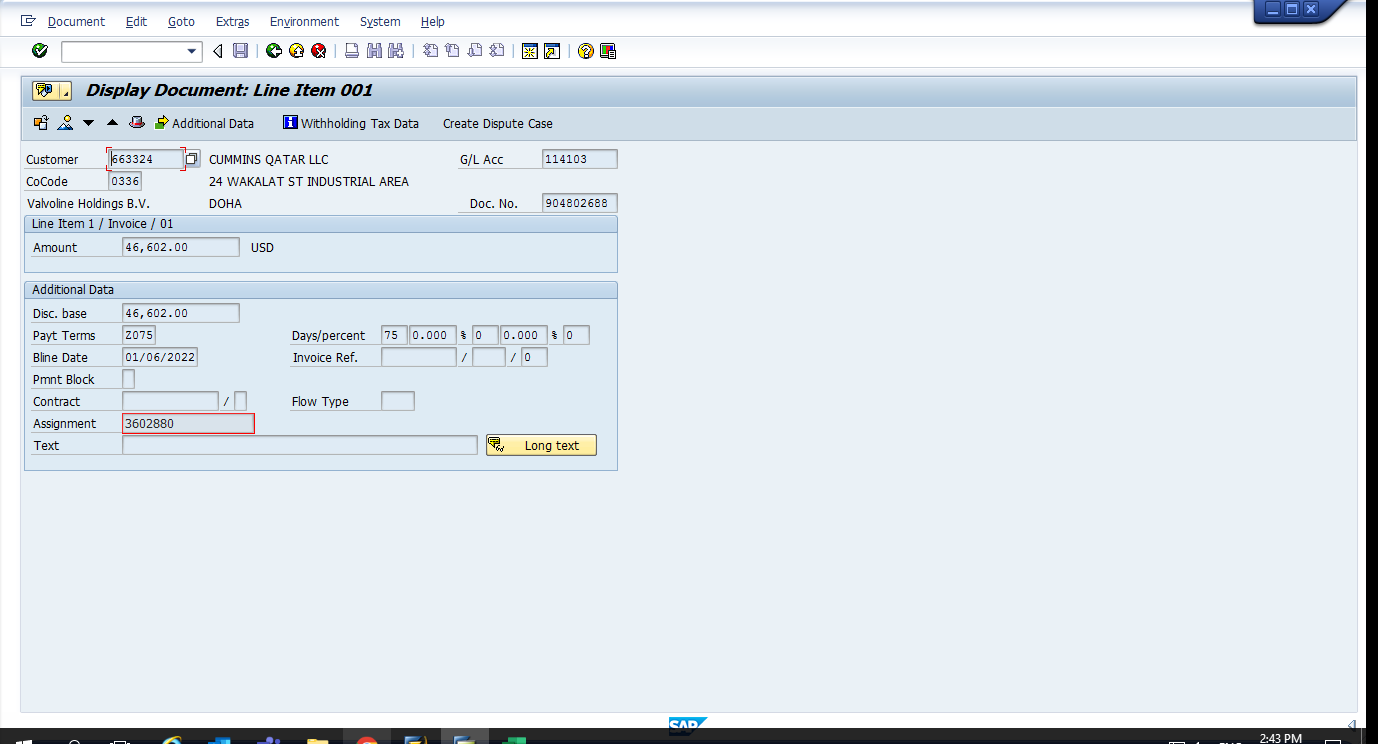 Document Edit Goto Extras Environment System Help
Display Document: Line Item 001
Additional Data Withholding Tax Data Create Dispute Case
Customer 663324 CUMMINS QATAR LLC G/L Acc 114103
CoCode 0336 24 WAKALAT ST INDUSTRIAL AREA
Valvoline Holdings B.V. DOHA Doc. No. 904802688
Line Item 1 / Invoice / 01
Amount 46,602.00 USD
Additional Data
Disc. base 46,602.00
Payt Terms Z075 Days/percent 75 0.000 % 0 0.000 % 0
Bline Date 01/06/2022 Invoice Ref. / / 0
Pmnt Block
Contract / Flow Type
Assignment 3602880
Text Long text
SAP
2:43 PM